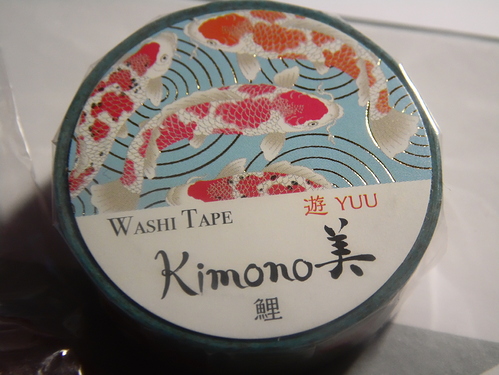 WASHI TAPE
遊 YUU
Kimono美
鯉